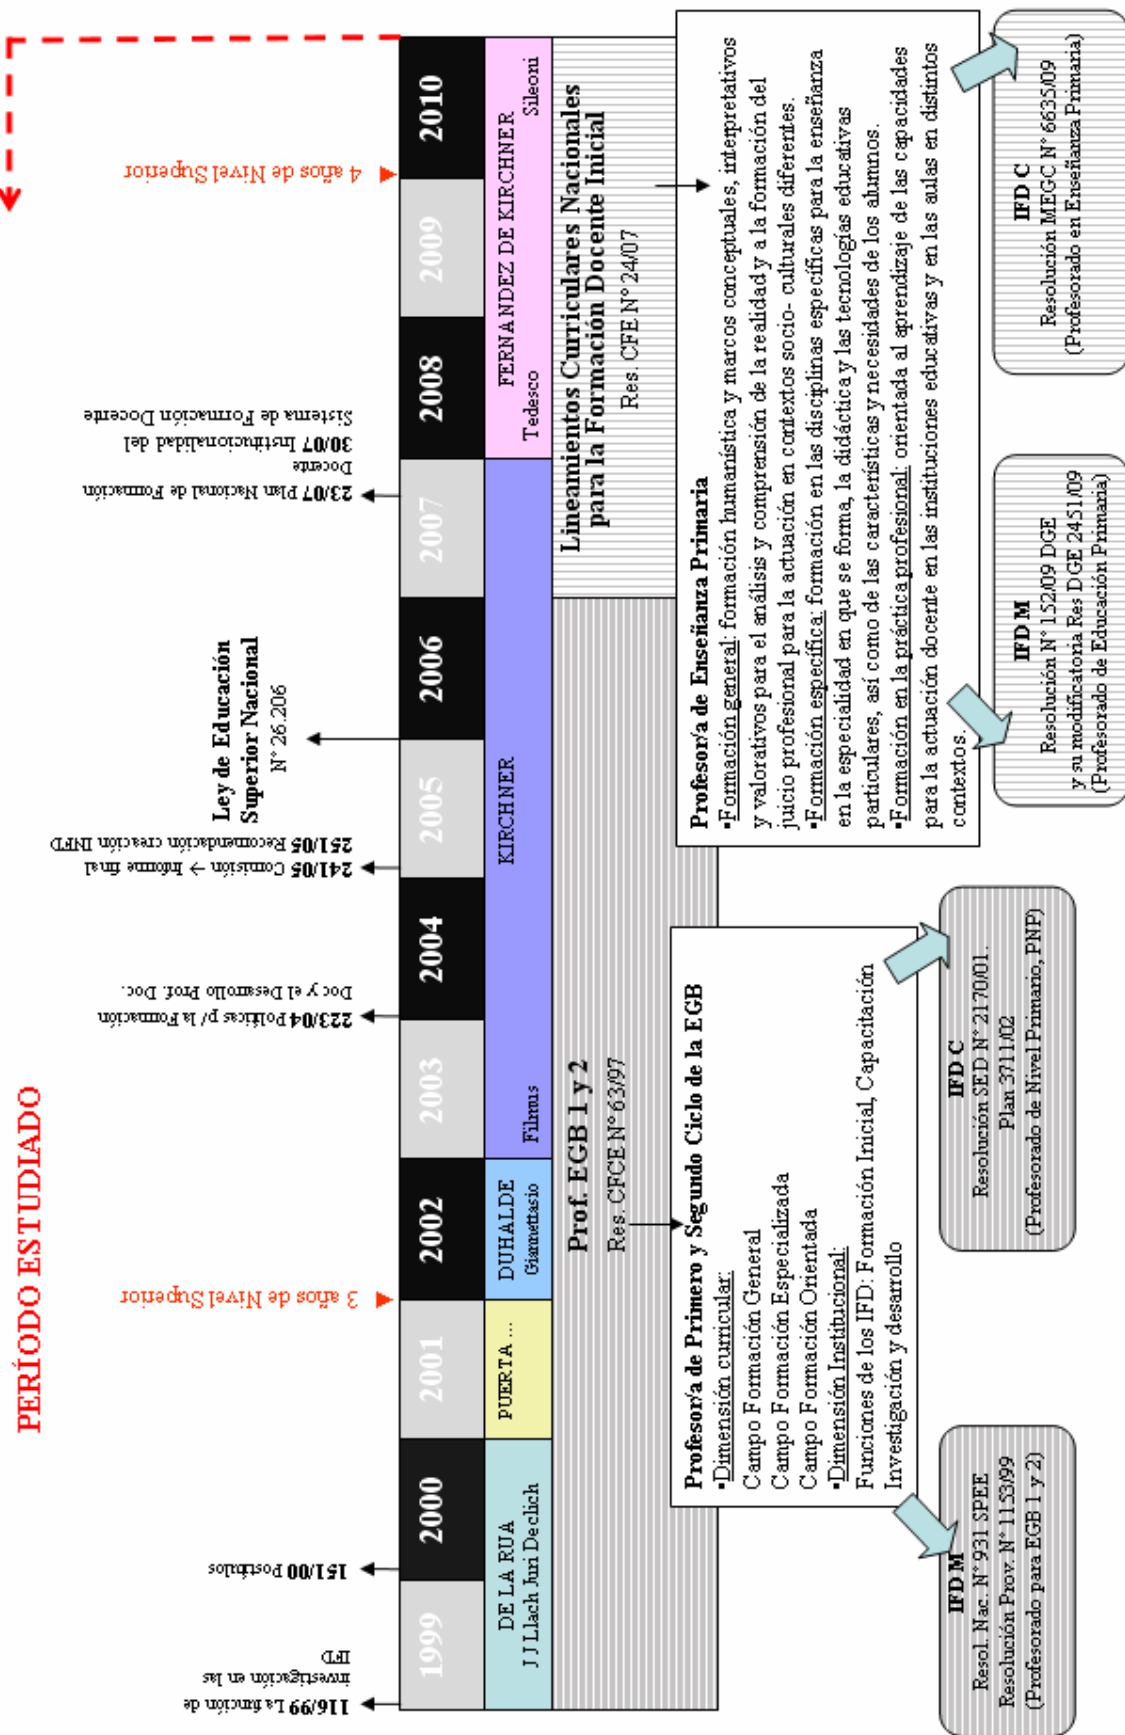 PERÍODO ESTUDIADO
116/99 La función de
investigación en las
IFD
151/00 Postítulos
3 años de Nivel Superior
223/04 Políticas p/ la Formación
Doc y el Desarrollo Prof. Doc.
241/05 Comisión → Informe final
251/05 Recomendación creación INFD
Ley de Educación
Superior Nacional
N° 26.206
23/07 Plan Nacional de Formación
Docente
30/07 Institucionalidad del
Sistema de Formación Docente
4 años de Nivel Superior
1999
2000
2001
2002
2003
2004
2005
2006
2007
2008
2009
2010
DE LA RUA
J J Llach Juri Declich
PUERTA ...
DUHALDE
Giannettasio
KIRCHNER
Filmus
FERNANDEZ DE KIRCHNER
Tedesco
Sileoni
Prof. EGB 1 y 2
Res. CFCE N° 63/97
Lineamientos Curriculares Nacionales
para la Formación Docente Inicial
Res. CFE N° 24/07
Profesor/a de Primero y Segundo Ciclo de la EGB
▪Dimensión curricular:
Campo Formación General
Campo Formación Especializada
Campo Formación Orientada
▪Dimensión Institucional:
Funciones de los IFD: Formación Inicial, Capacitación
Investigación y desarrollo
Profesor/a de Enseñanza Primaria
▪Formación general: formación humanística y marcos conceptuales, interpretativos
y valorativos para el análisis y comprensión de la realidad y a la formación del
juicio profesional para la actuación en contextos socio- culturales diferentes.
▪Formación específica: formación en las disciplinas específicas para la enseñanza
en la especialidad en que se forma, la didáctica y las tecnologías educativas
particulares, así como de las características y necesidades de los alumnos.
▪Formación en la práctica profesional: orientada al aprendizaje de las capacidades
para la actuación docente en las instituciones educativas y en las aulas en distintos
contextos.
IFD M
Resol. Nac. N° 931 SPEE
Resolución Prov. N° 1153/99
(Profesorado para EGB 1 y 2)
IFD C
Resolución SED N° 2170/01.
Plan 3711/02
(Profesorado de Nivel Primario, PNP)
IFD M
Resolución N° 152/09 DGE
y su modificatoria Res DGE 2451/09
(Profesorado de Educación Primaria)
IFD C
Resolución MEGC N° 6635/09
(Profesorado en Enseñanza Primaria)